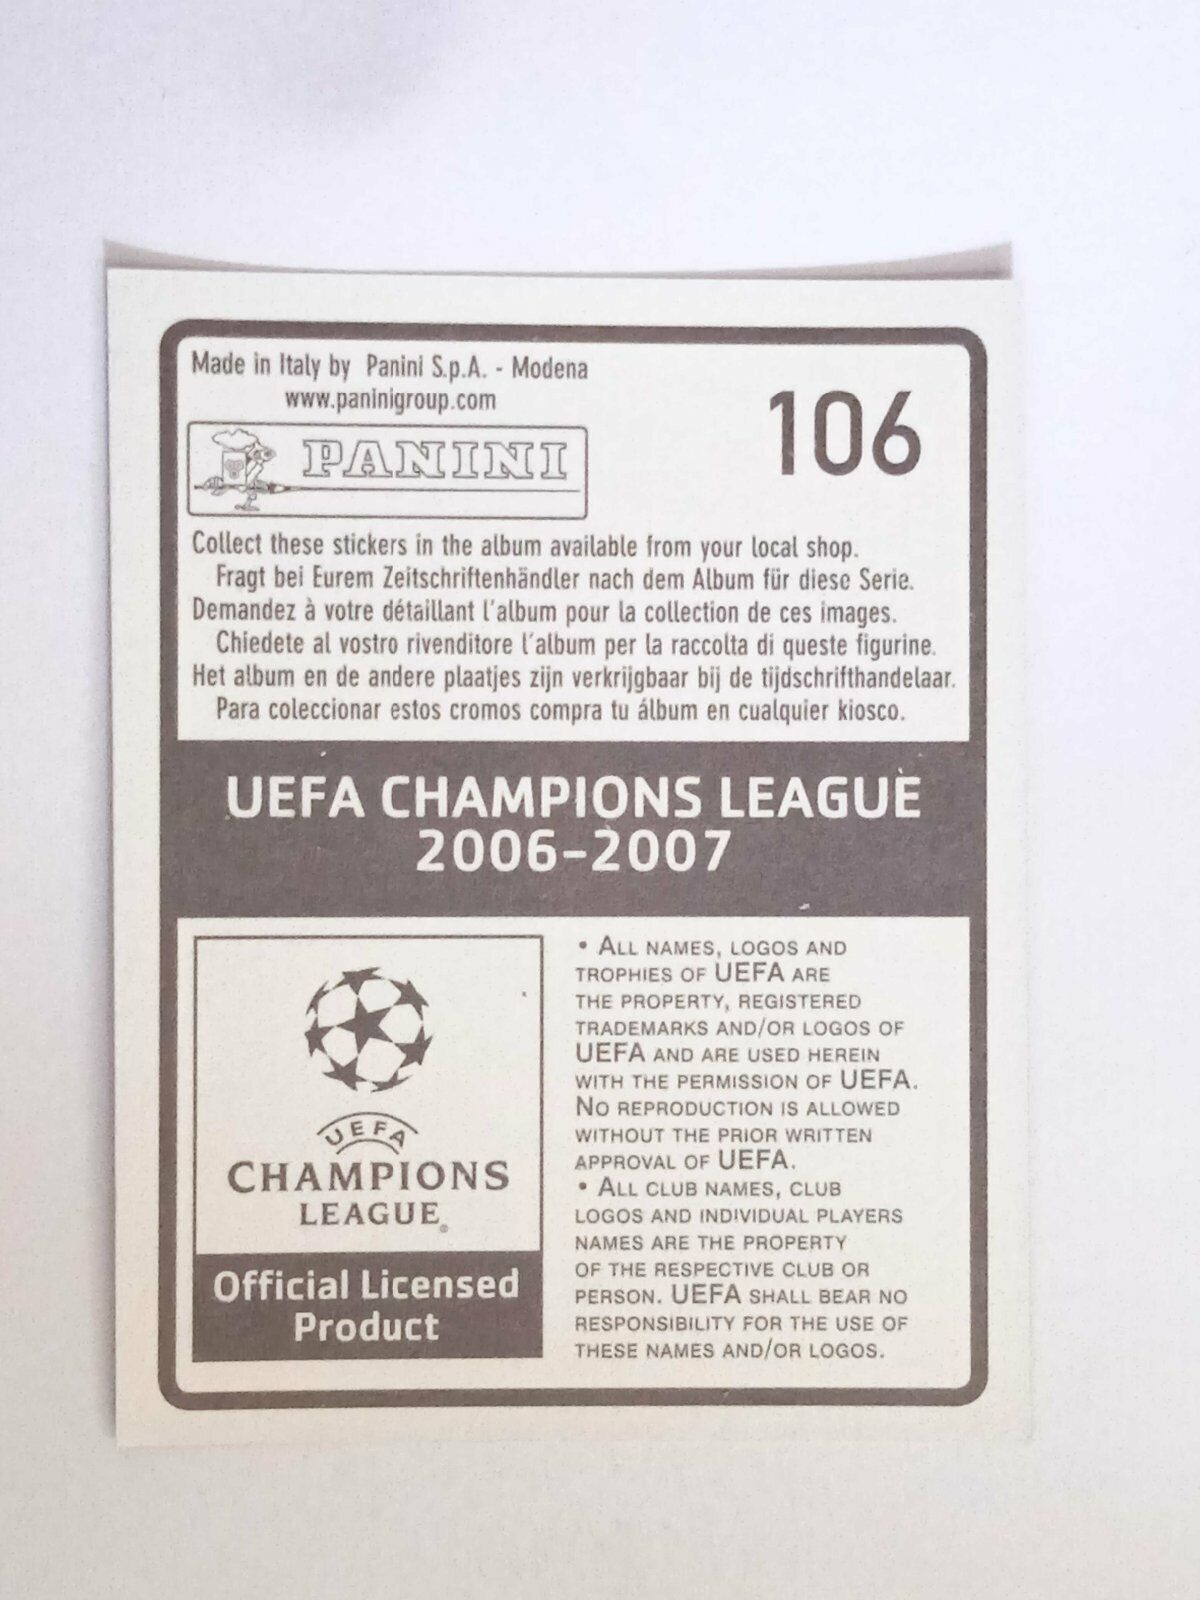 Made in Italy by Panini S.p.A. - Modena
www.paninigroup.com
106
PANINI
Collect these stickers in the album available from your local shop.
Fragt bei Eurem Zeitschriftenhändler nach dem Album für diese Serie.
Demandez à votre détaillant l'album pour la collection de ces images.
Chiedete al vostro rivenditore l'album per la raccolta di queste figurine.
Het album en de andere plaatjes zijn verkrijgbaar bij de tijdschrifthandelaar.
Para coleccionar estos cromos compra tu álbum en cualquier kiosco.
UEFA CHAMPIONS LEAGUE
2006-2007
UEFA
CHAMPIONS
LEAGUE®
Official Licensed
Product
• ALL NAMES, LOGOS AND
TROPHIES OF UEFA ARE
THE PROPERTY, REGISTERED
TRADEMARKS AND/OR LOGOS OF
UEFA AND ARE USED HEREIN
WITH THE PERMISSION OF UEFA.
NO REPRODUCTION IS ALLOWED
WITHOUT THE PRIOR WRITTEN
APPROVAL OF UEFA.
• ALL CLUB NAMES, CLUB
LOGOS AND INDIVIDUAL PLAYERS
NAMES ARE THE PROPERTY
OF THE RESPECTIVE CLUB OR
PERSON. UEFA SHALL BEAR NO
RESPONSIBILITY FOR THE USE OF
THESE NAMES AND/OR LOGOS.